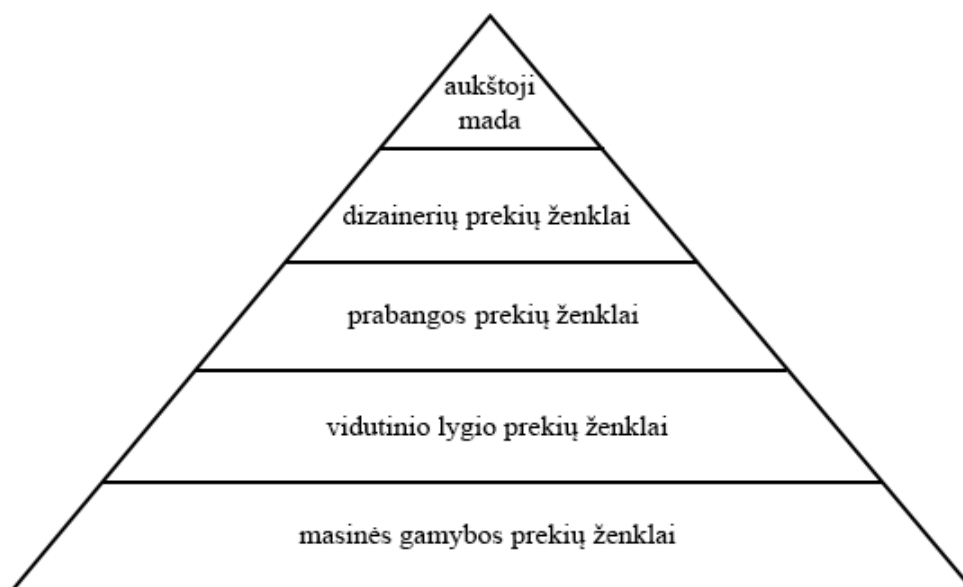 aukštoji
mada
dizainerių prekių ženklai
prabangos prekių ženklai
vidutinio lygio prekių ženklai
masinės gamybos prekių ženklai